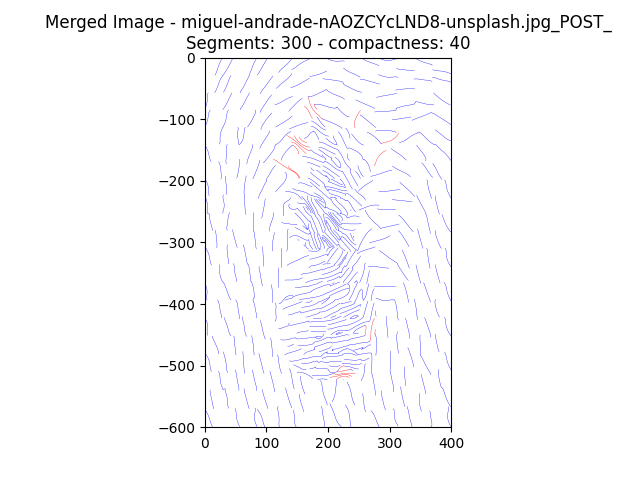 Merged Image - miguel-andrade-nAOZCYcLND8-unsplash.jpg_POST_
Segments: 300 - compactness: 40
0
-100
-200
-300
-400
-500
-600
0 100 200 300 400